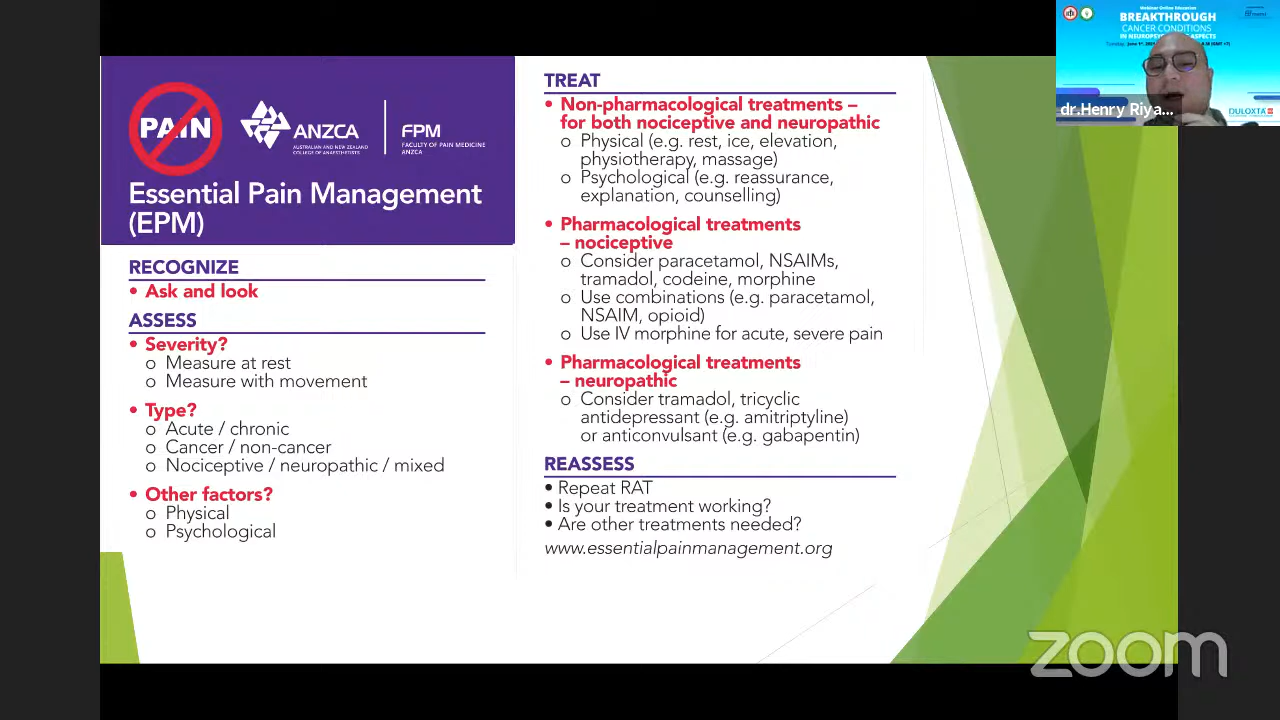 PAIN
ANZCA
AUSTRALIAN AND NEW ZEALAND
COLLEGE OF ANAESTHETISTS
FPM
FACULTY OF PAIN MEDICINE
ANZCA
Essential Pain Management
(EPM)
RECOGNIZE
• Ask and look
ASSESS
• Severity?
o Measure at rest
o Measure with movement
• Type?
o Acute / chronic
o Cancer / non-cancer
o Nociceptive / neuropathic / mixed
• Other factors?
o Physical
o Psychological
TREAT
• Non-pharmacological treatments –
for both nociceptive and neuropathic
o Physical (e.g. rest, ice, elevation,
physiotherapy, massage)
o Psychological (e.g. reassurance,
explanation, counselling)
• Pharmacological treatments
– nociceptive
o Consider paracetamol, NSAIMs,
tramadol, codeine, morphine
o Use combinations (e.g. paracetamol,
NSAIM, opioid)
o Use IV morphine for acute, severe pain
• Pharmacological treatments
– neuropathic
o Consider tramadol, tricyclic
antidepressant (e.g. amitriptyline)
or anticonvulsant (e.g. gabapentin)
REASSESS
• Repeat RAT
• Is your treatment working?
• Are other treatments needed?
www.essentialpainmanagement.org
Webinar Online Education
BREAKTHROUGH
CANCER CONDITIONS
dr.Henry Riya...
DULOXTA
zoom